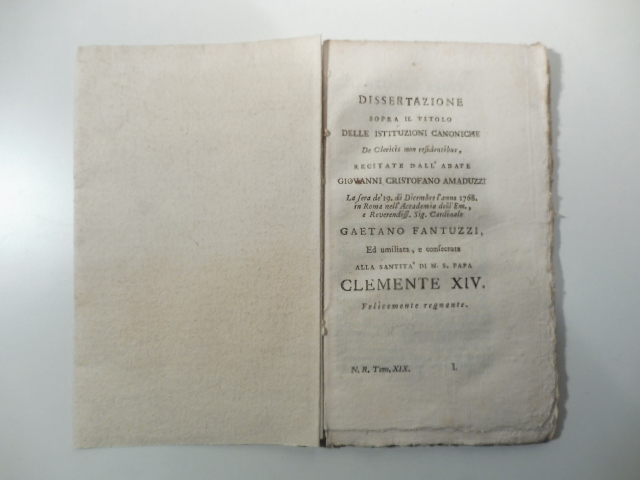 DISSERTAZIONE
SOPRA IL TITOLO
DELLE ISTITUZIONI CANONICHE
De Clericis non residentibus,
RECITATE DALL' ABATE
GIOVANNI CRISTOFANO AMADUZZI
La sera de' 19. di Dicembre l'anno 1768.
in Roma nell' Accademia dell' Em.,
e Reverendiss. Sig. Cardinale
GAETANO FANTUZZI,
Ed umiliata, e consecrata
ALLA SANTITA' DI N. S. PAPA
CLEMENTE XIV.
Felicemente regnante.
N. R. Tomo. XIX. I.